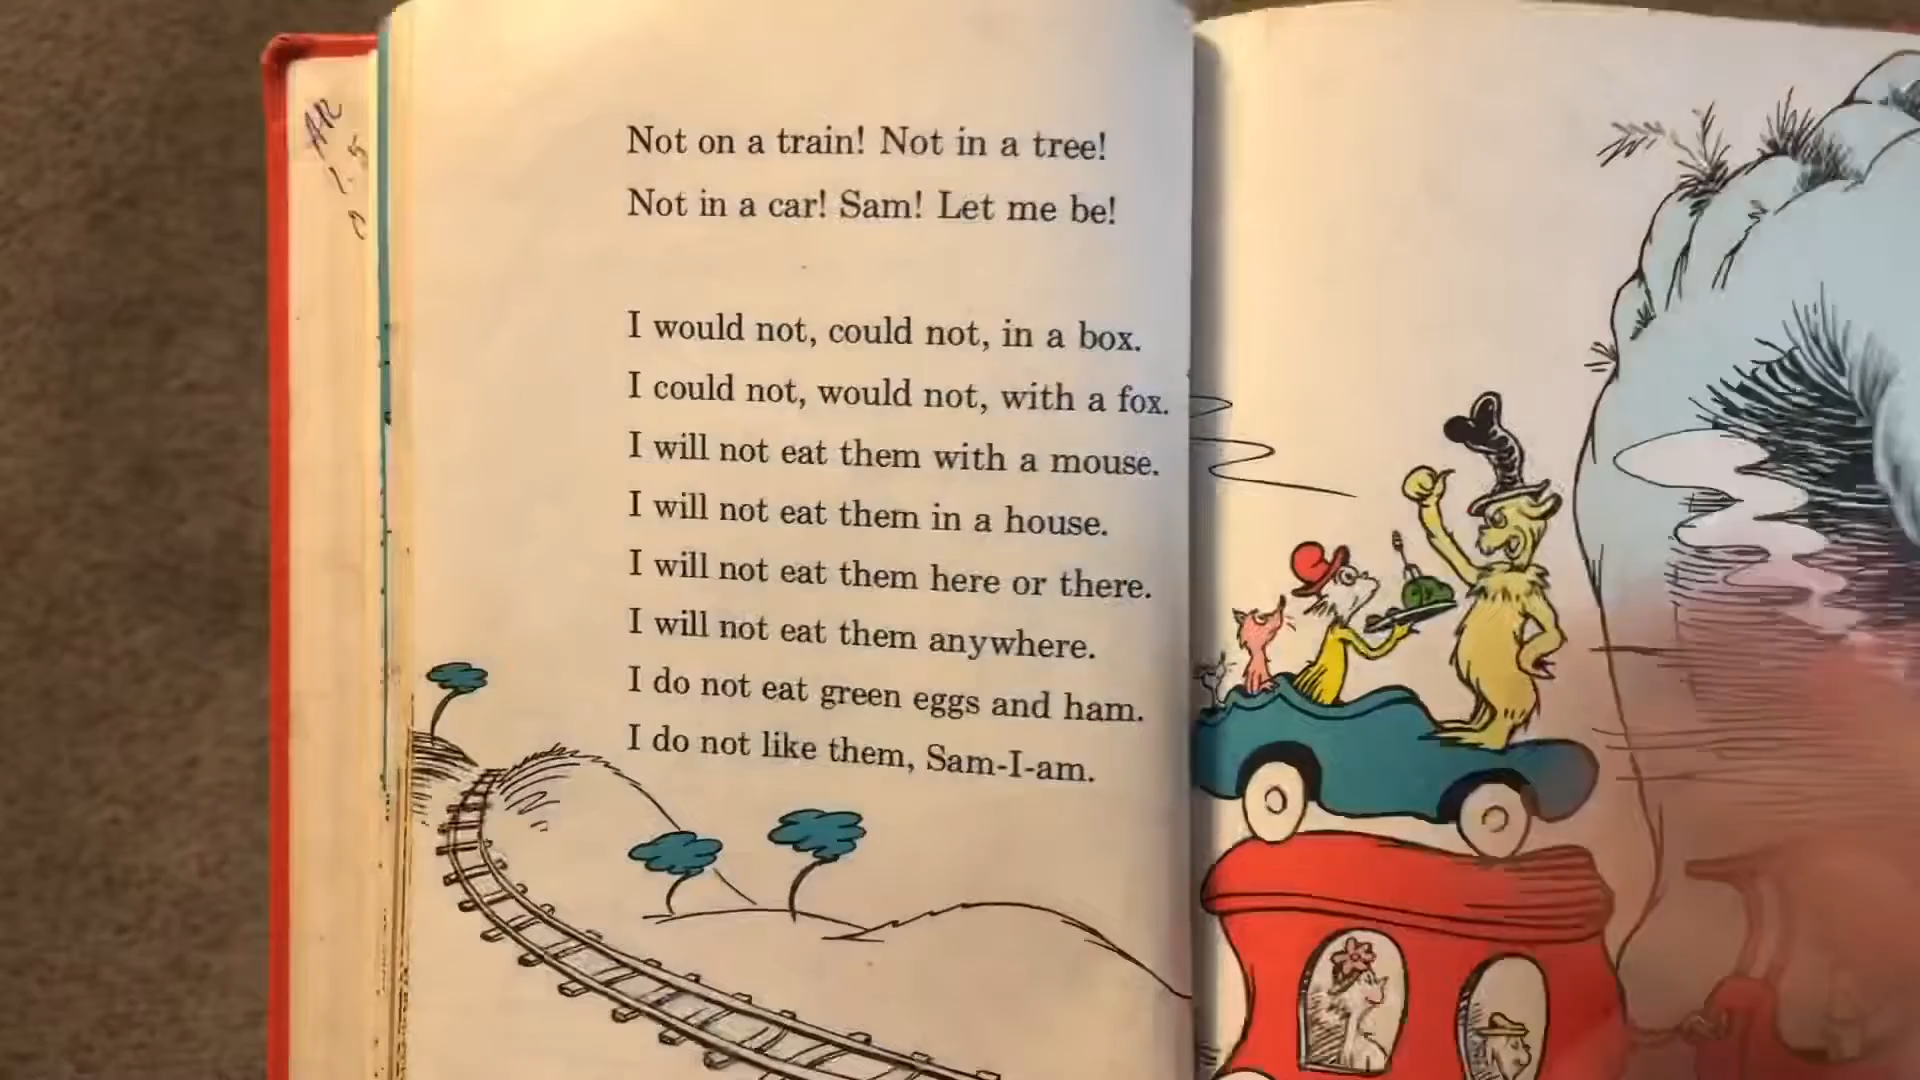 AR
1.5
Not on a train! Not in a tree!
Not in a car! Sam! Let me be!
I would not, could not, in a box.
I could not, would not, with a fox.
I will not eat them with a mouse.
I will not eat them in a house.
I will not eat them here or there.
I will not eat them anywhere.
I do not eat green eggs and ham.
I do not like them, Sam-I-am.